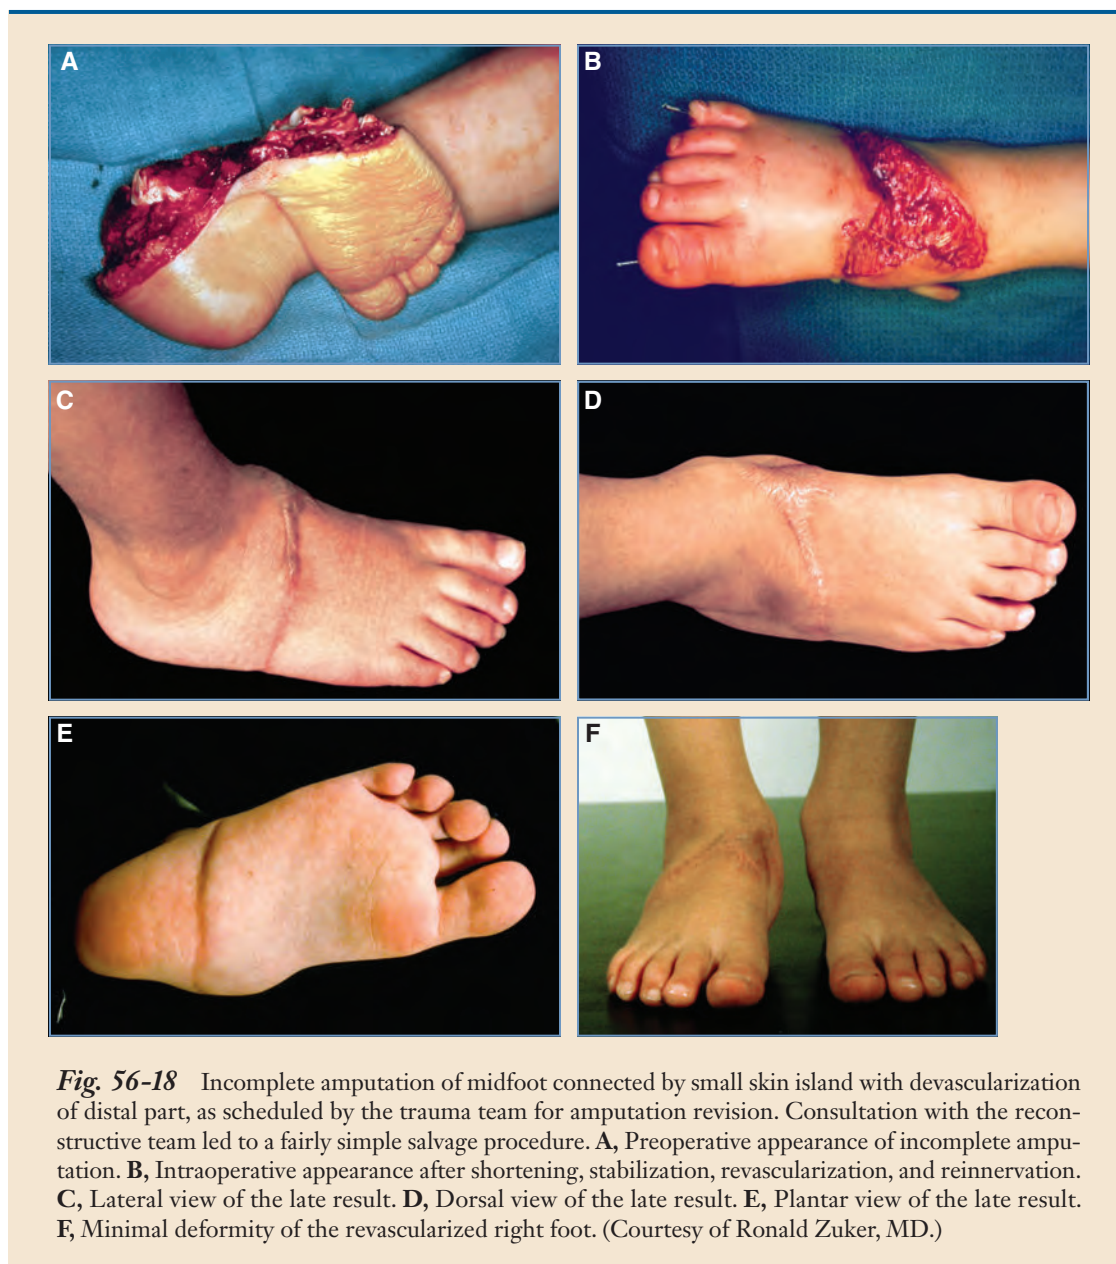 A
B
C
D
E
F
Fig. 56-18 Incomplete amputation of midfoot connected by small skin island with devascularization
of distal part, as scheduled by the trauma team for amputation revision. Consultation with the recon-
structive team led to a fairly simple salvage procedure. A, Preoperative appearance of incomplete ampu-
tation. B, Intraoperative appearance after shortening, stabilization, revascularization, and reinnervation.
C, Lateral view of the late result. D, Dorsal view of the late result. E, Plantar view of the late result.
F, Minimal deformity of the revascularized right foot. (Courtesy of Ronald Zuker, MD.)